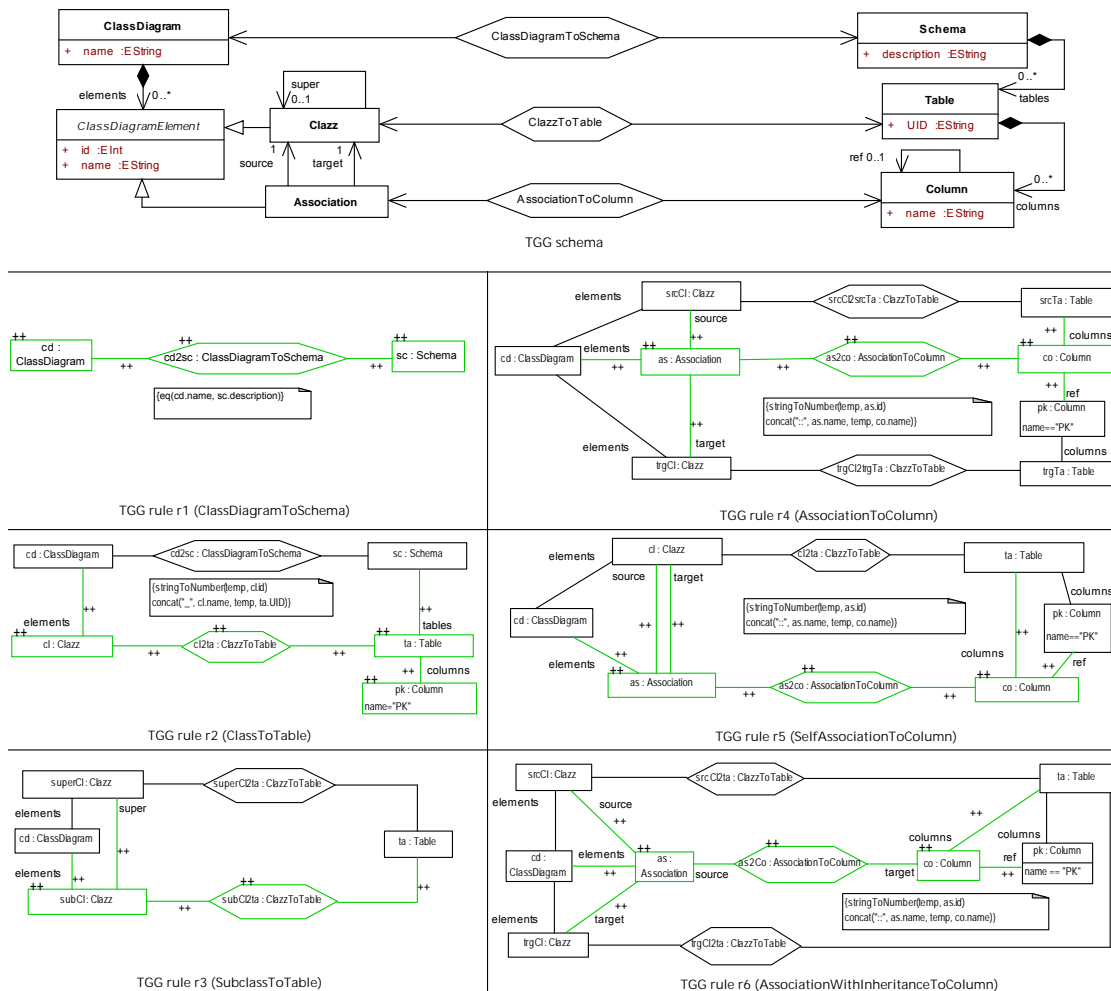 ClassDiagram
+ name :EString
ClassDiagramToSchema
Schema
+ description :EString
elements
0..*
super
0..1
0..*
tables
ClassDiagramElement
+ id :EInt
+ name :EString
Clazz
ClazzToTable
Table
+ UID :EString
1
source
1
target
ref 0..1
0..*
columns
Association
AssociationToColumn
Column
+ name :EString
TGG schema
++
cd :
ClassDiagram
++
++
cd2sc : ClassDiagramToSchema
++
++
sc : Schema
{eq(cd.name, sc.description)}
TGG rule r1 (ClassDiagramToSchema)
elements
srcCl : Clazz
srcCl2srcTa : ClazzToTable
srcTa : Table
source
++
++
columns
cd : ClassDiagram
elements
++
++
as : Association
++
++
as2co : AssociationToColumn
++
++
co : Column
++
ref
{stringToNumber(temp, as.id)
concat("::", as.name, temp, co.name)}
pk : Column
name=="PK"
++
target
elements
columns
trgCl : Clazz
trgCl2trgTa : ClazzToTable
trgTa : Table
TGG rule r4 (AssociationToColumn)
cd : ClassDiagram
cd2sc : ClassDiagramToSchema
sc : Schema
{stringToNumber(temp, cl.id)
concat("_", cl.name, temp, ta.UID)}
++
++
elements
tables
++
cl : Clazz
++
++
cl2ta : ClazzToTable
++
++
ta : Table
++
columns
++
pk : Column
name="PK"
TGG rule r2 (ClassToTable)
elements
cl : Clazz
source
target
cl2ta : ClazzToTable
ta : Table
columns
cd : ClassDiagram
{stringToNumber(temp, as.id)
concat("::", as.name, temp, co.name)}
pk : Column
name=="PK"
++
++
++
++
++
elements
columns
ref
++
as : Association
++
++
as2co : AssociationToColumn
++
++
co : Column
TGG rule r5 (SelfAssociationToColumn)
superCl : Clazz
superCl2ta : ClazzToTable
elements
super
cd : ClassDiagram
ta : Table
elements
++
++
++
++
subCl : Clazz
++
++
subCl2ta : ClazzToTable
TGG rule r3 (SubclassToTable)
srcCl : Clazz
srcCl2ta : ClazzToTable
ta : Table
elements
source
++
++
columns
columns
cd :
ClassDiagram
elements
++
++
as :
Association
source
++
as2Co : AssociationToColumn
target
++
co : Column
ref
++
pk : Column
name == "PK"
++
target
elements
{stringToNumber(temp, as.id)
concat("::", as.name, temp, co.name)}
trgCl : Clazz
trgCl2ta : ClazzToTable
TGG rule r6 (AssociationWithInheritanceToColumn)